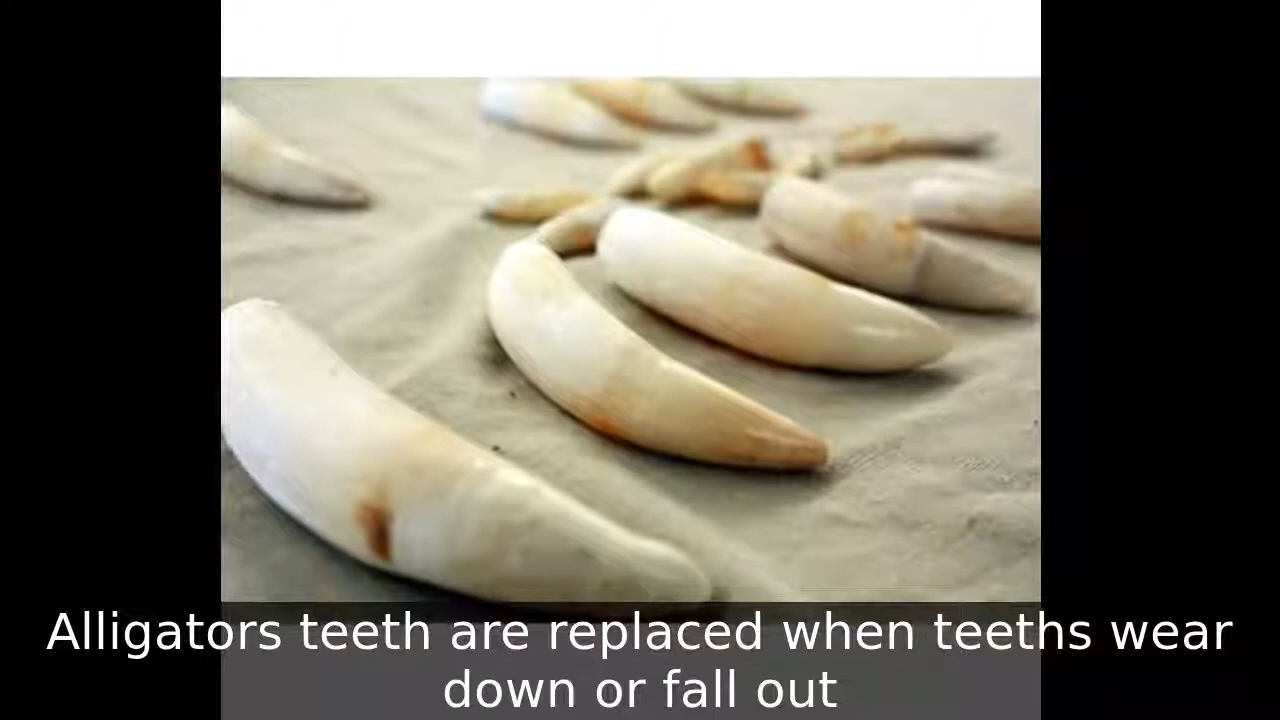 Alligators teeth are replaced when teeths wear
down or fall out